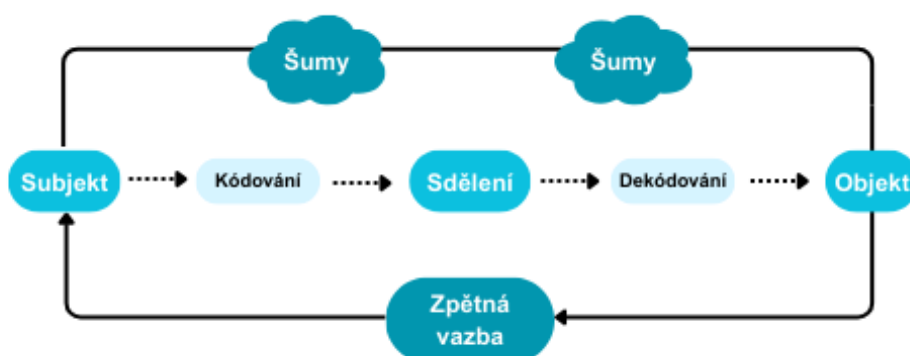 Šumy
Šumy
Subjekt
Kódování
Sdělení
Dekódování
Objekt
Zpětná
vazba